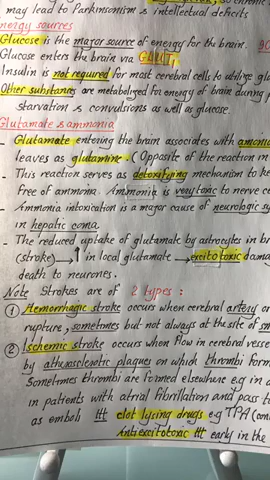 may lead to Parkinsonism & intellectual deficits
nergy sources
Glucose is the major source of energy for the brain. 90
Glucose enters the brain via GLUT1
Insulin is not required for most cerebral cells to utilize glu
Other substances are metabolized for energy of brain during p
starvation & convulsions as well as glucose.
Glutamate & ammonia
- Glutamate entering the brain associates with ammonia
leaves as glutamine. (Opposite of the reaction in
- This reaction serves as detoxifying mechanism to ke
free of ammonia. Ammonia is very toxic to nerve ce
Ammonia intoxication is a major cause of neurologic sy
in hepatic coma.
- The reduced uptake of glutamate by astrocytes in br
(stroke) → ↑ in local glutamate → excitotoxic dama
death to neurones.
Note Strokes are of 2 types :
① Hemorrhagic stroke occurs when cerebral artery or
rupture, sometimes but not always at the site of sm
② Ischemic stroke occurs when flow in cerebral vesse
by atherosclerotic plaques on which thrombi form
Sometimes thrombi are formed elsewhere e.g in a
in patients with atrial fibrillation and pass t
as emboli ttt clot lysing drugs e.g TPA (con
Antiexcitotoxic ttt early in the